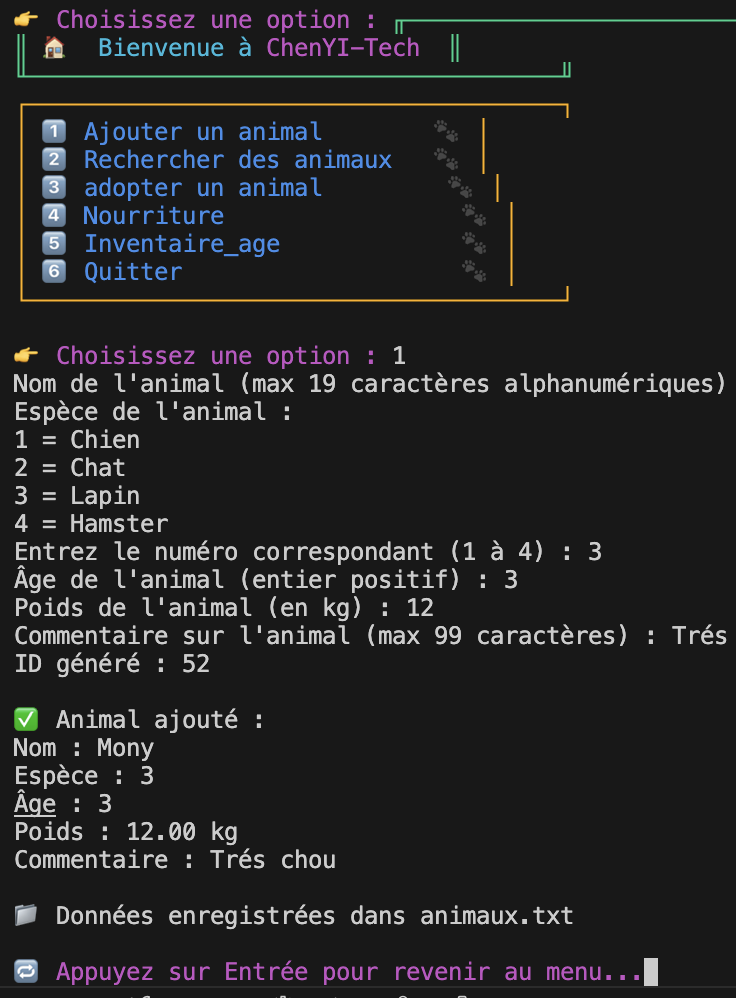 👉 Choisissez une option :
🏠 Bienvenue à ChenYI-Tech
1 Ajouter un animal 🐾
2 Rechercher des animaux 🐾
3 adopter un animal 🐾
4 Nourriture 🐾
5 Inventaire_age 🐾
6 Quitter 🐾
👉 Choisissez une option : 1
Nom de l'animal (max 19 caractères alphanumériques)
Espèce de l'animal :
1 = Chien
2 = Chat
3 = Lapin
4 = Hamster
Entrez le numéro correspondant (1 à 4) : 3
Âge de l'animal (entier positif) : 3
Poids de l'animal (en kg) : 12
Commentaire sur l'animal (max 99 caractères) : Trés
ID généré : 52
✅ Animal ajouté :
Nom : Mony
Espèce : 3
Âge : 3
Poids : 12.00 kg
Commentaire : Trés chou
📁 Données enregistrées dans animaux.txt
🔁 Appuyez sur Entrée pour revenir au menu...